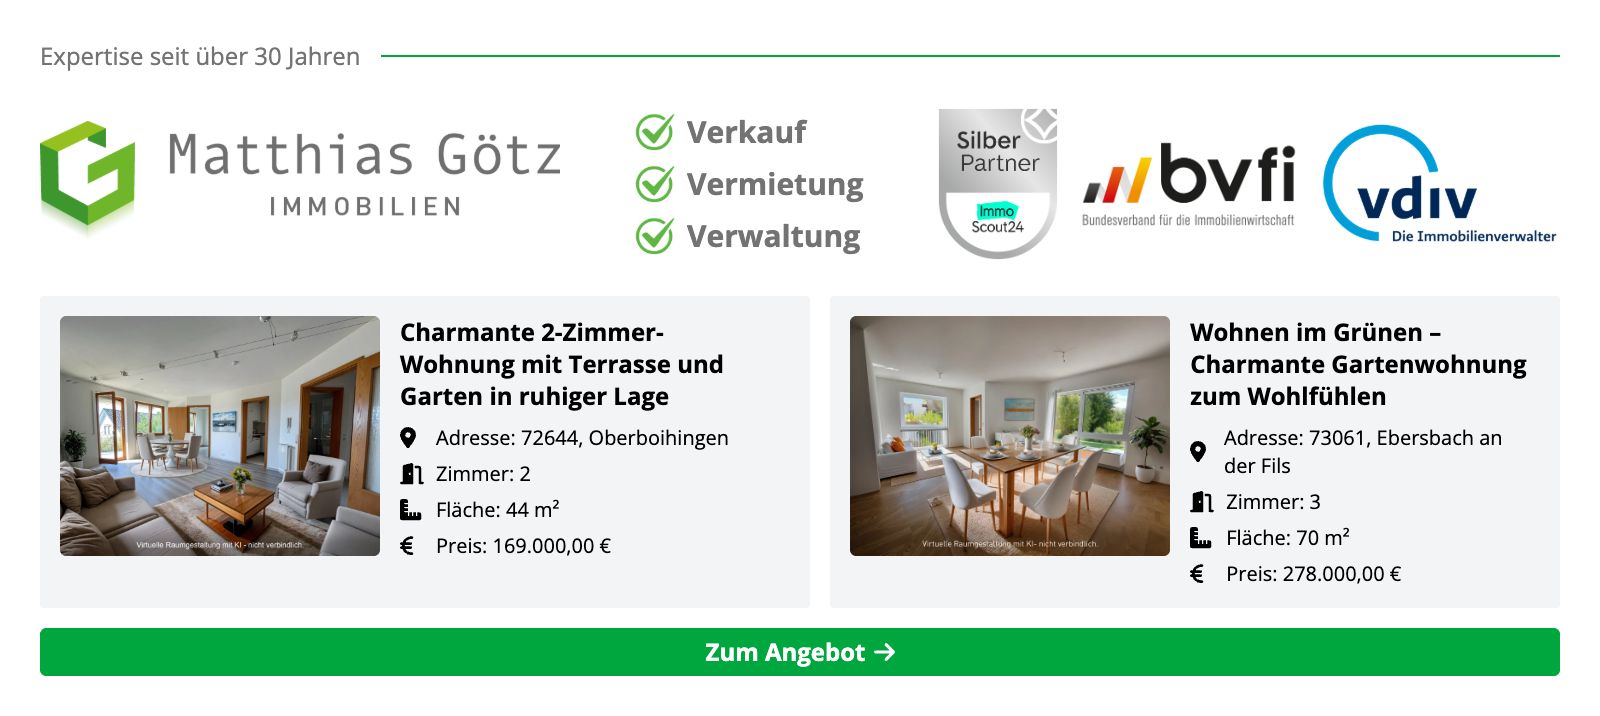 Expertise seit über 30 Jahren
Matthias Götz
IMMOBILIEN
Verkauf
Vermietung
Verwaltung
Silber
Partner
Immo
Scout24
bvfi
Bundesverband für die Immobilienwirtschaft
vdiv
Die Immobilienverwalter
Charmante 2-Zimmer-
Wohnung mit Terrasse und
Garten in ruhiger Lage
Adresse: 72644, Oberboihingen
Zimmer: 2
Fläche: 44 m²
Preis: 169.000,00 €
Virtuelle Raumgestaltung mit KI - nicht verbindlich.
Wohnen im Grünen –
Charmante Gartenwohnung
zum Wohlfühlen
Adresse: 73061, Ebersbach an
der Fils
Zimmer: 3
Fläche: 70 m²
Preis: 278.000,00 €
Virtuelle Raumgestaltung mit KI- nicht verbindlich.
Zum Angebot →